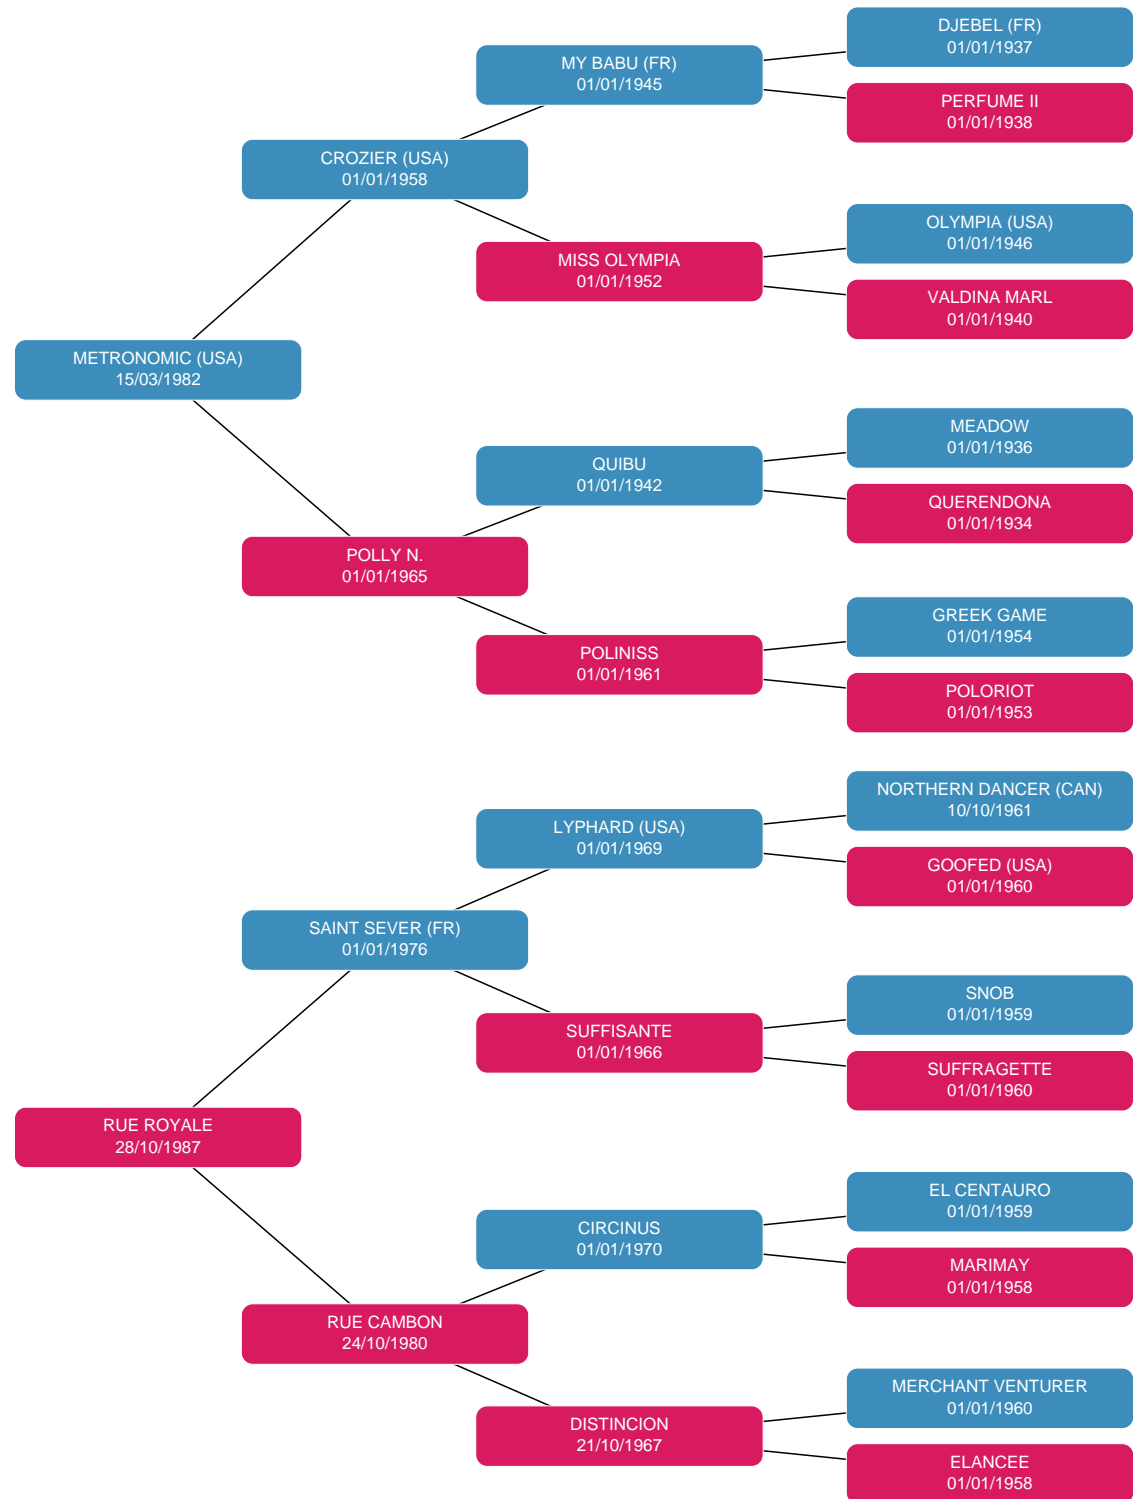 DJEBEL (FR)
01/01/1937
MY BABU (FR)
01/01/1945
PERFUME II
01/01/1938
CROZIER (USA)
01/01/1958
OLYMPIA (USA)
01/01/1946
MISS OLYMPIA
01/01/1952
VALDINA MARL
01/01/1940
METRONOMIC (USA)
15/03/1982
MEADOW
01/01/1936
QUIBU
01/01/1942
QUERENDONA
01/01/1934
POLLY N.
01/01/1965
GREEK GAME
01/01/1954
POLINISS
01/01/1961
POLORIOT
01/01/1953
NORTHERN DANCER (CAN)
10/10/1961
LYPHARD (USA)
01/01/1969
GOOFED (USA)
01/01/1960
SAINT SEVER (FR)
01/01/1976
SNOB
01/01/1959
SUFFISANTE
01/01/1966
SUFFRAGETTE
01/01/1960
RUE ROYALE
28/10/1987
EL CENTAURO
01/01/1959
CIRCINUS
01/01/1970
MARIMAY
01/01/1958
RUE CAMBON
24/10/1980
MERCHANT VENTURER
01/01/1960
DISTINCION
21/10/1967
ELANCEE
01/01/1958